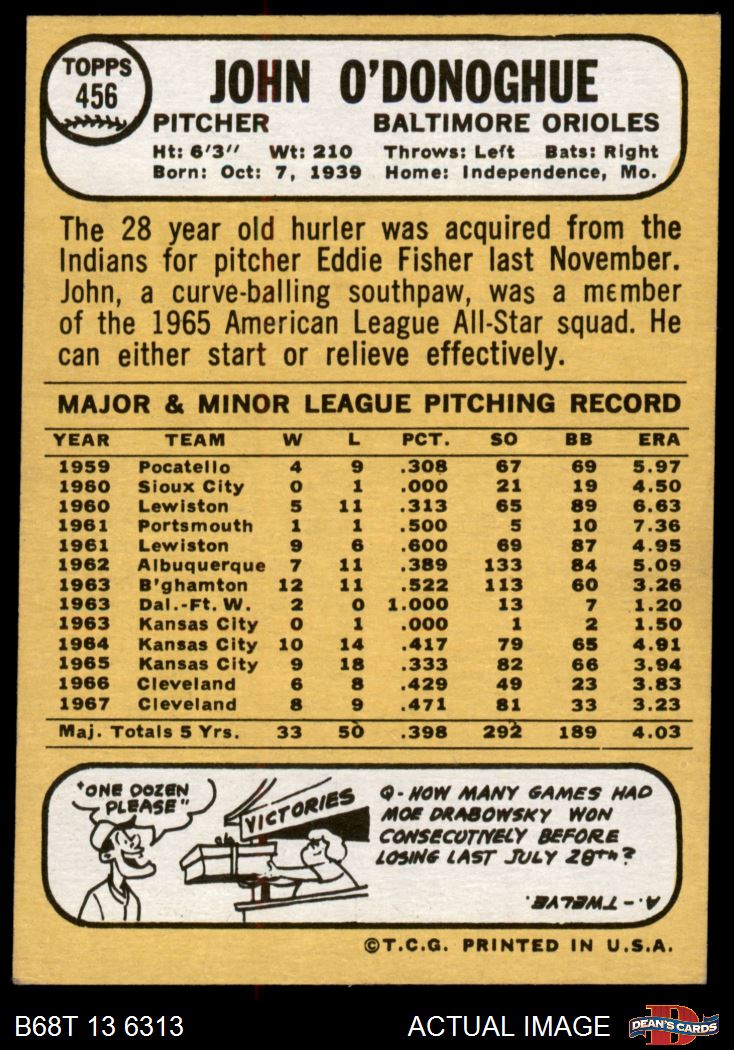 TOPPS
456
JOHN O'DONOGHUE
PITCHER BALTIMORE ORIOLES
Ht: 6'3″ Wt: 210 Throws: Left Bats: Right
Born: Oct: 7, 1939 Home: Independence, Mo.
The 28 year old hurler was acquired from the
Indians for pitcher Eddie Fisher last November.
John, a curve-balling southpaw, was a member
of the 1965 American League All-Star squad. He
can either start or relieve effectively.
MAJOR & MINOR LEAGUE PITCHING RECORD
YEAR TEAM W L PCT. SO BB ERA
1959 Pocatello 4 9 .308 67 69 5.97
1960 Sioux City 0 1 .000 21 19 4.50
1960 Lewiston 5 11 .313 65 89 6.63
1961 Portsmouth 1 1 .500 5 10 7.36
1961 Lewiston 9 6 .600 69 87 4.95
1962 Albuquerque 7 11 .389 133 84 5.09
1963 B'ghamton 12 11 .522 113 60 3.26
1963 Dal.-Ft. W. 2 0 1.000 13 7 1.20
1963 Kansas City 0 1 .000 1 2 1.50
1964 Kansas City 10 14 .417 79 65 4.91
1965 Kansas City 9 18 .333 82 66 3.94
1966 Cleveland 6 8 .429 49 23 3.83
1967 Cleveland 8 9 .471 81 33 3.23
Maj. Totals 5 Yrs. 33 50 .398 292 189 4.03
"ONE DOZEN
PLEASE"
VICTORIES
Q- HOW MANY GAMES HAD
MOE DRABOWSKY WON
CONSECUTIVELY BEFORE
LOSING LAST JULY 28TH?
A.- TWELVE.
©T.C.G. PRINTED IN U.S.A.
B68T 13 6313 ACTUAL IMAGE
D
DEAN'S CARDS